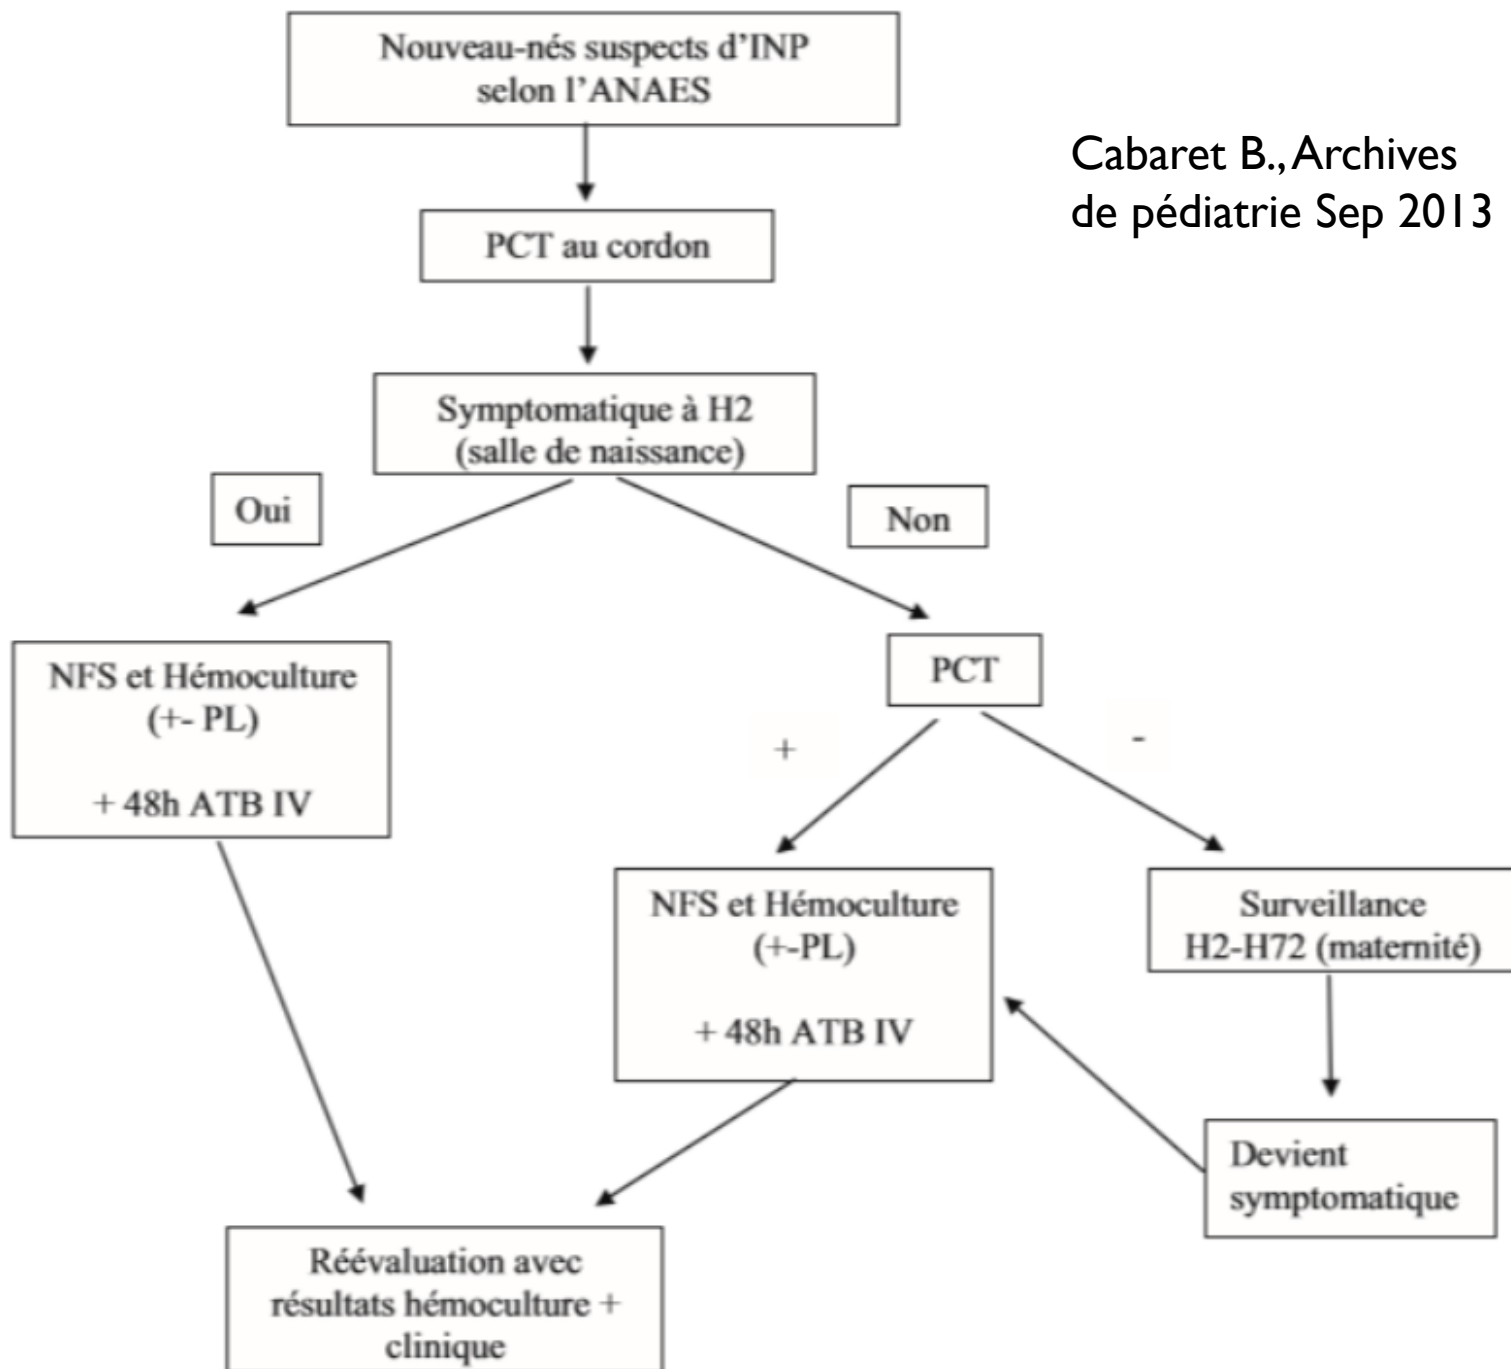 Nouveau-nés suspects d'INP
selon l'ANAES
Cabaret B., Archives
de pédiatrie Sep 2013
PCT au cordon
Symptomatique à H2
(salle de naissance)
Oui
Non
NFS et Hémoculture
(+- PL)
+ 48h ATB IV
PCT
+
-
NFS et Hémoculture
(+-PL)
+ 48h ATB IV
Surveillance
H2-H72 (maternité)
Devient
symptomatique
Réévaluation avec
résultats hémoculture +
clinique